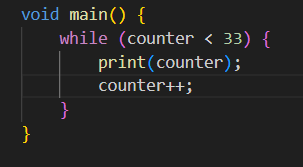 void main() {
    while (counter < 33) {
        print(counter);
        counter++;
    }
}